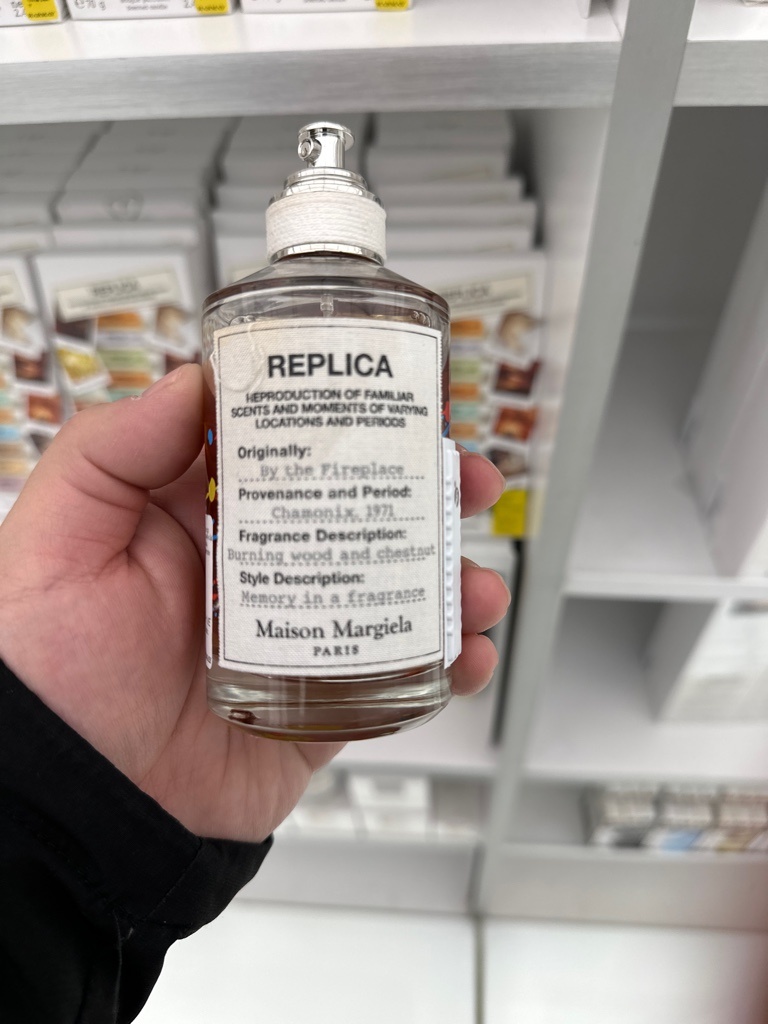 REPLICA
REPRODUCTION OF FAMILIAR
SCENTS AND MOMENTS OF VARYING
LOCATIONS AND PERIODS
Originally:
By the Fireplace
Provenance and Period:
Chamonix, 1971
Fragrance Description:
Burning wood and chestnut
Style Description:
Memory in a fragrance
Maison Margiela
PARIS